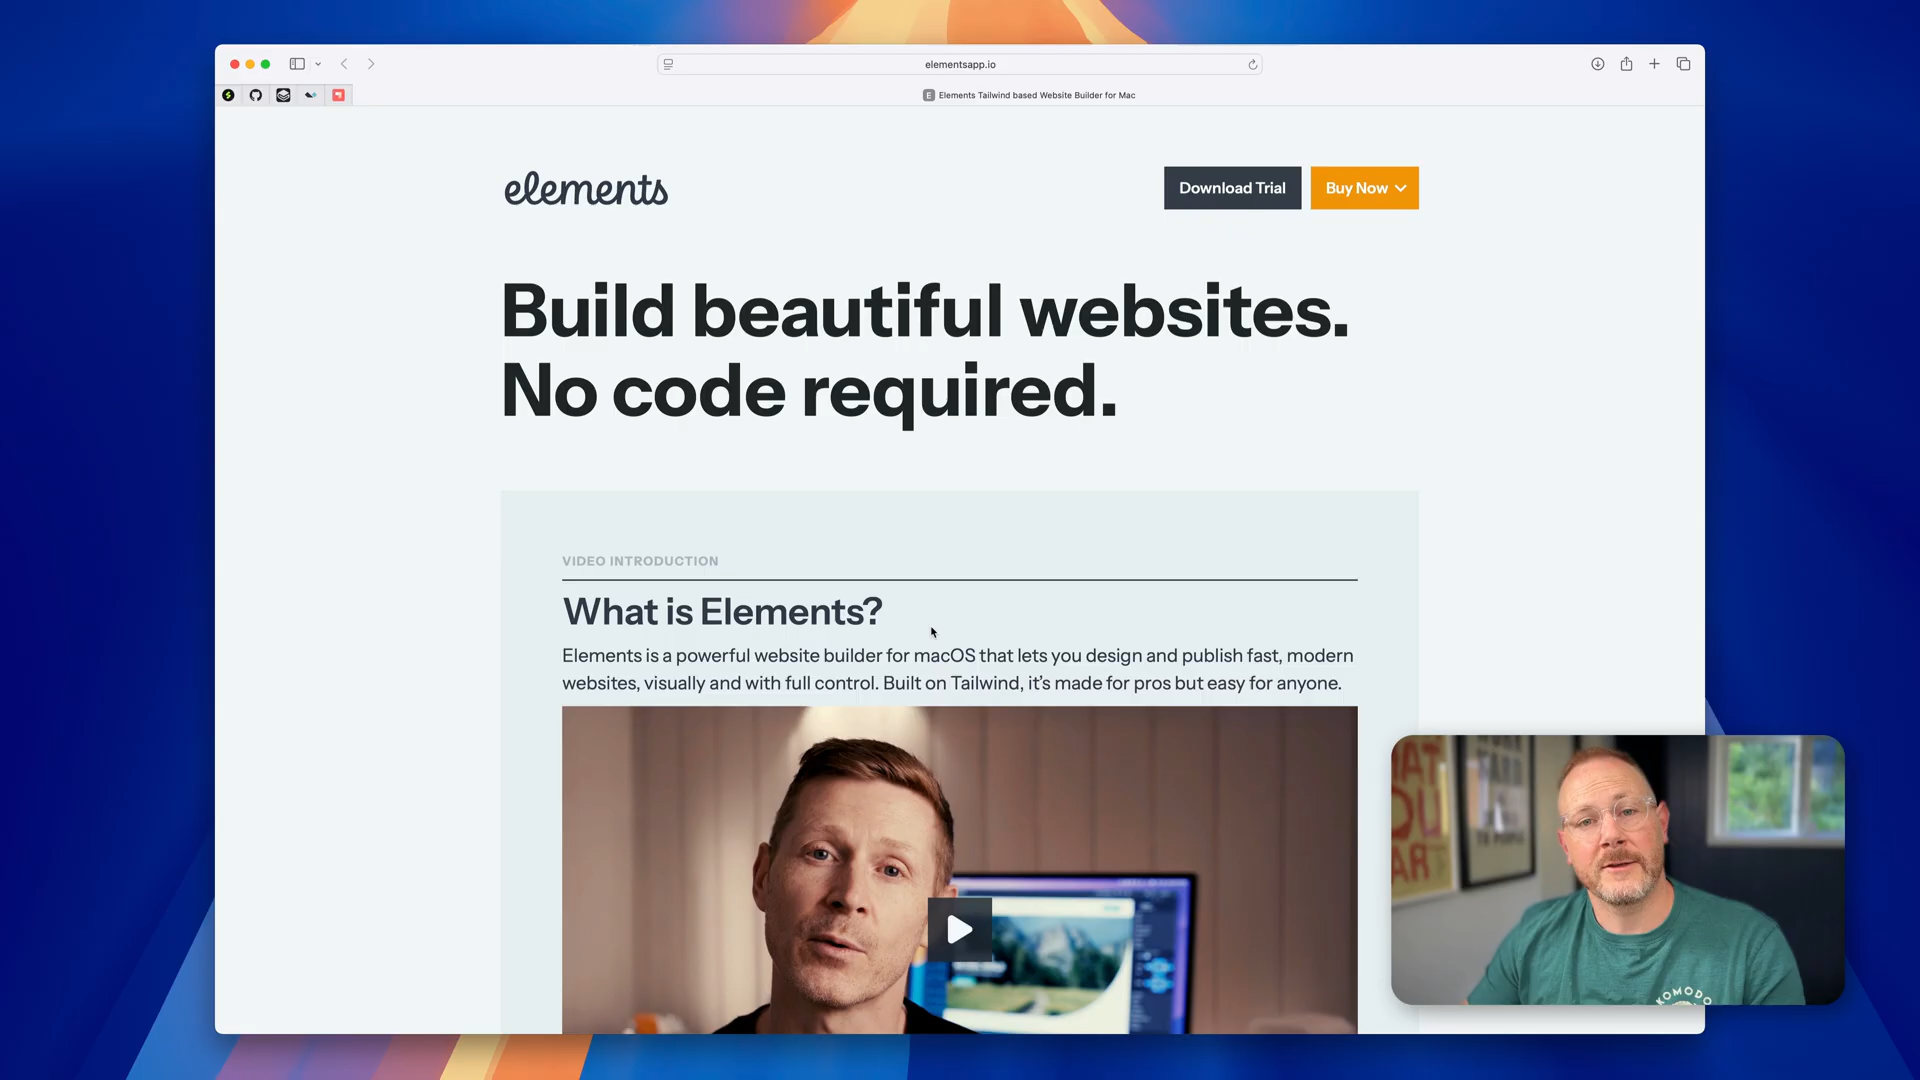 elementsapp.io
E Elements Tailwind based Website Builder for Mac
elements
Download Trial
Buy Now
Build beautiful websites.
No code required.
VIDEO INTRODUCTION
What is Elements?
Elements is a powerful website builder for macOS that lets you design and publish fast, modern
websites, visually and with full control. Built on Tailwind, it's made for pros but easy for anyone.
KOMODO